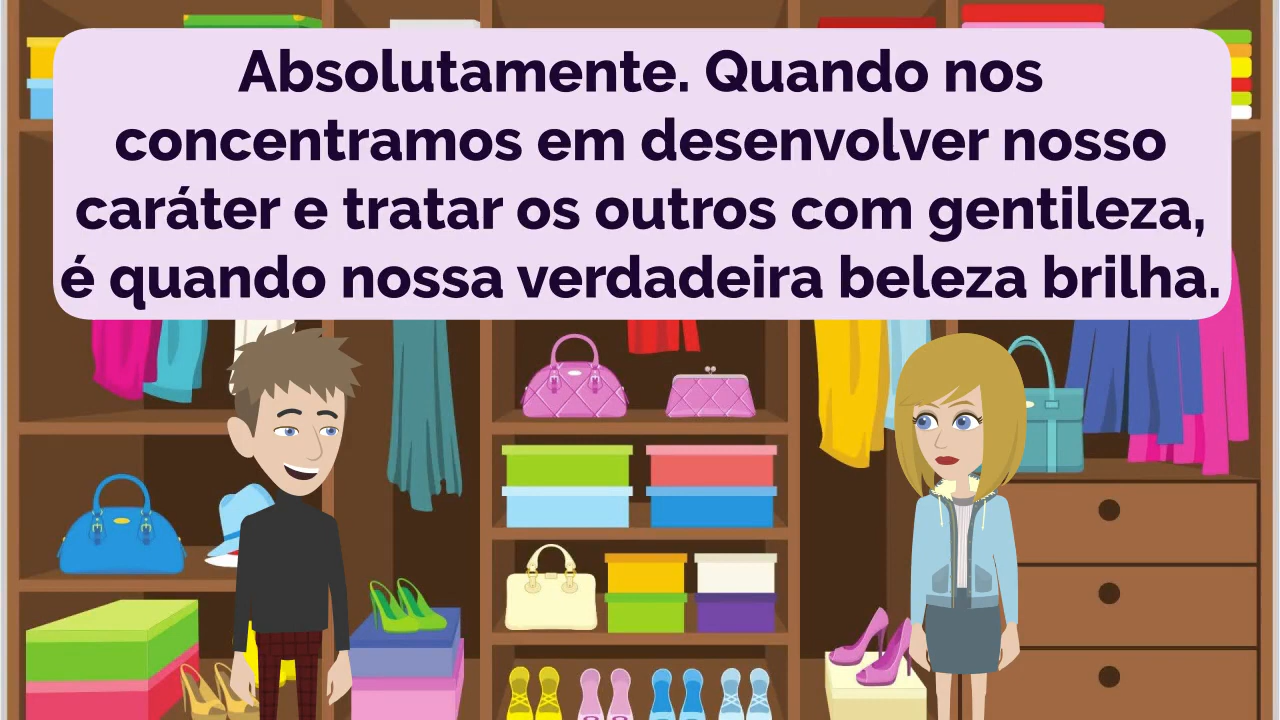 Absolutamente. Quando nos
concentramos em desenvolver nosso
caráter e tratar os outros com gentileza,
é quando nossa verdadeira beleza brilha.